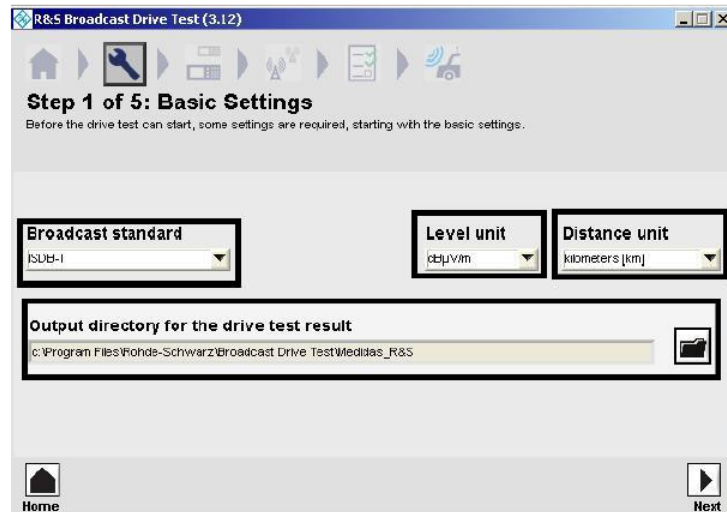 R&S Broadcast Drive Test (3.12)
Step 1 of 5: Basic Settings
Before the drive test can start, some settings are required, starting with the basic settings.
Broadcast standard
ISDB-T
Level unit
dBµV/m
Distance unit
kilometers [km]
Output directory for the drive test result
c:\Program Files\Rohde-Schwarz\Broadcast Drive Test\Medidas_R&S
Home
Next